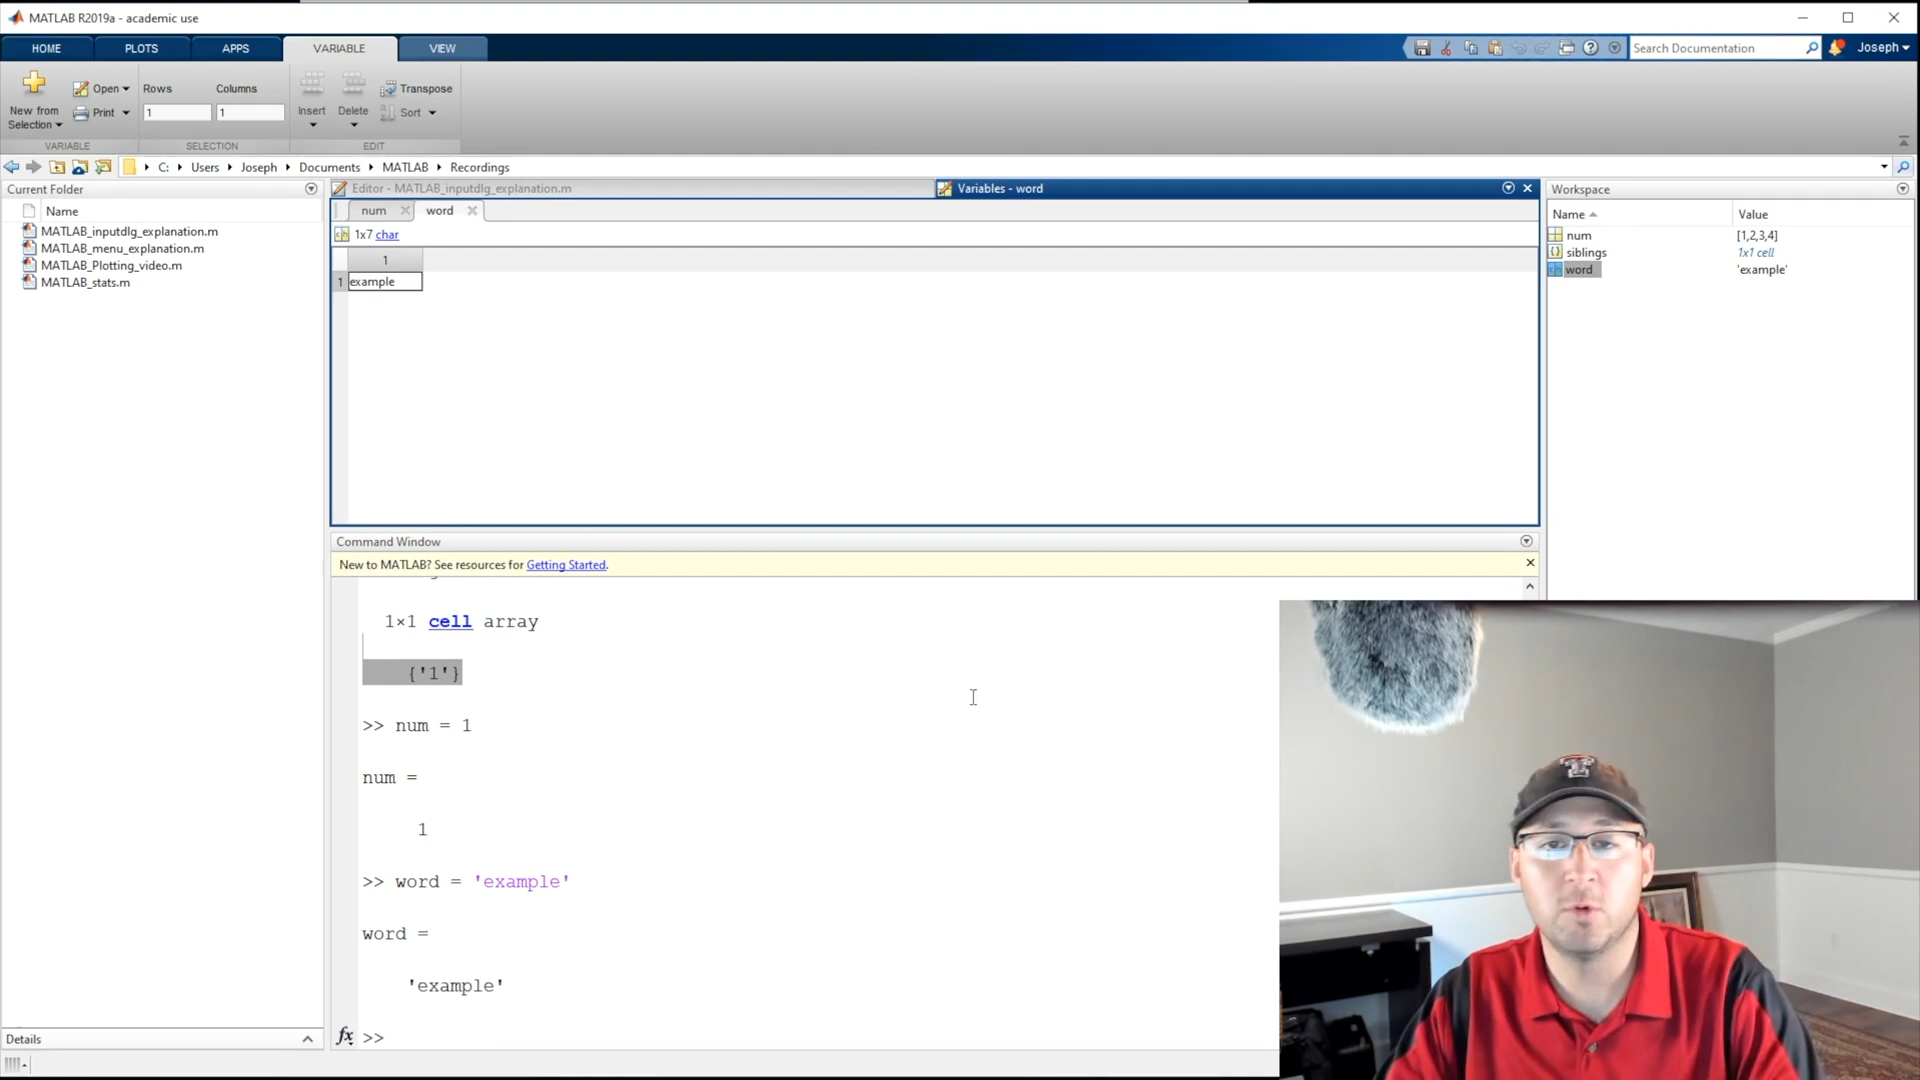 MATLAB R2019a - academic use
HOME PLOTS APPS VARIABLE VIEW
Search Documentation
Joseph
New from
Selection
Open
Print
Rows
Columns
1
1
Insert
Delete
Transpose
Sort
VARIABLE SELECTION EDIT
C: Users Joseph Documents MATLAB Recordings
Current Folder
Name
MATLAB_inputdlg_explanation.m
MATLAB_menu_explanation.m
MATLAB_Plotting_video.m
MATLAB_stats.m
Details
Editor - MATLAB_inputdlg_explanation.m
Variables - word
num word
1x7 char
1
1 example
Command Window
New to MATLAB? See resources for Getting Started.
1×1 cell array
{'1'}
>> num = 1
num =
1
>> word = 'example'
word =
'example'
fx >>
Workspace
Name Value
num [1,2,3,4]
siblings 1x1 cell
word 'example'